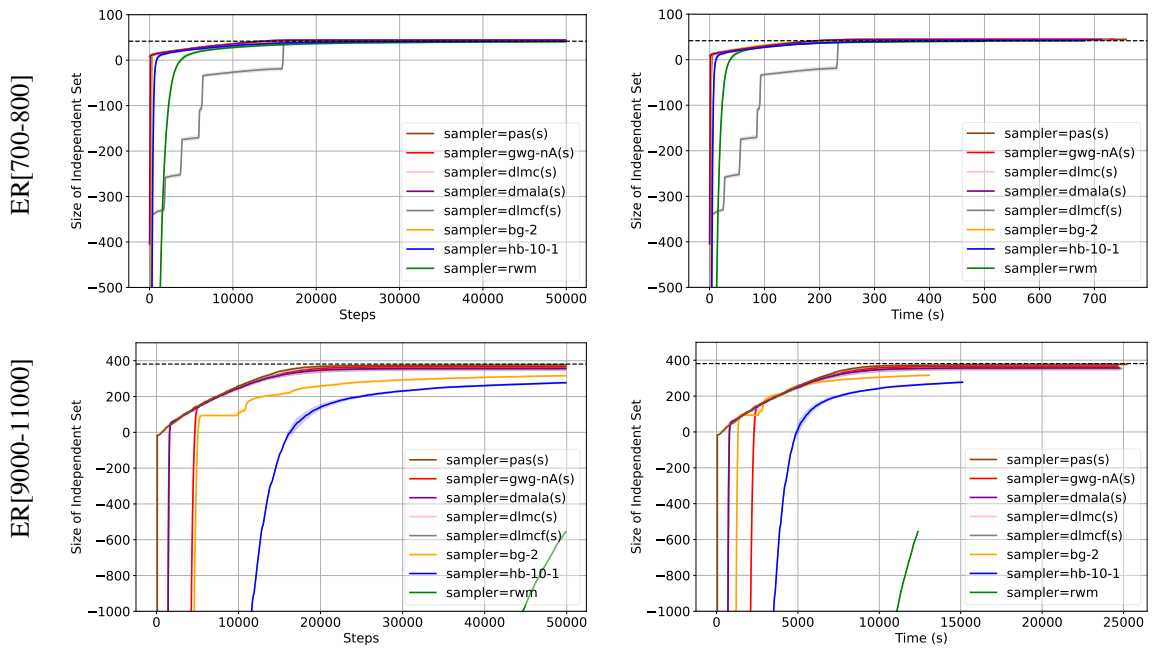 ER[700-800]
Size of Independent Set
100
0
−100
−200
−300
−400
−500
sampler=pas(s)
sampler=gwg-nA(s)
sampler=dlmc(s)
sampler=dmala(s)
sampler=dlmcf(s)
sampler=bg-2
sampler=hb-10-1
sampler=rwm
0 10000 20000 30000 40000 50000
Steps
Size of Independent Set
100
0
−100
−200
−300
−400
−500
sampler=pas(s)
sampler=gwg-nA(s)
sampler=dlmc(s)
sampler=dmala(s)
sampler=dlmcf(s)
sampler=bg-2
sampler=hb-10-1
sampler=rwm
0 100 200 300 400 500 600 700
Time (s)
ER[9000-11000]
Size of Independent Set
400
200
0
−200
−400
−600
−800
−1000
sampler=pas(s)
sampler=gwg-nA(s)
sampler=dmala(s)
sampler=dlmc(s)
sampler=dlmcf(s)
sampler=bg-2
sampler=hb-10-1
sampler=rwm
0 10000 20000 30000 40000 50000
Steps
Size of Independent Set
400
200
0
−200
−400
−600
−800
−1000
sampler=pas(s)
sampler=gwg-nA(s)
sampler=dmala(s)
sampler=dlmc(s)
sampler=dlmcf(s)
sampler=bg-2
sampler=hb-10-1
sampler=rwm
0 5000 10000 15000 20000 25000
Time (s)